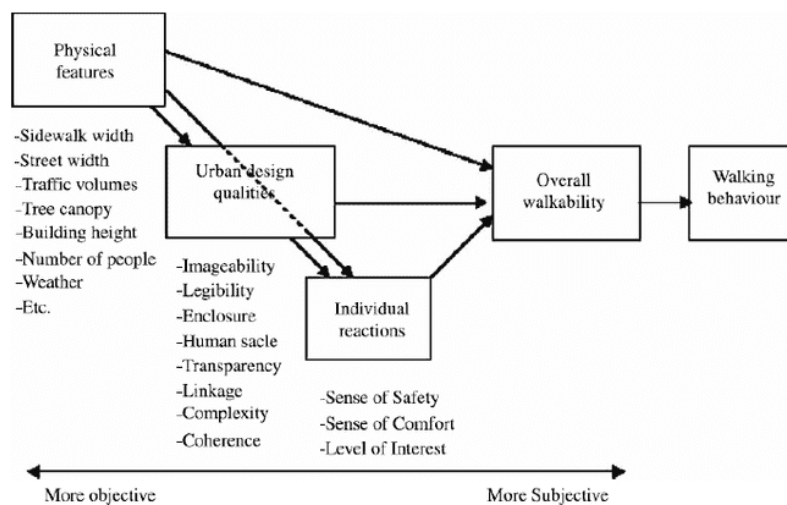 Physical
features
-Sidewalk width
-Street width
-Traffic volumes
-Tree canopy
-Building height
-Number of people
-Weather
-Etc.
Urban design
qualities
-Imageability
-Legibility
-Enclosure
-Human sacle
-Transparency
-Linkage
-Complexity
-Coherence
Individual
reactions
-Sense of Safety
-Sense of Comfort
-Level of Interest
Overall
walkability
Walking
behaviour
More objective
More Subjective